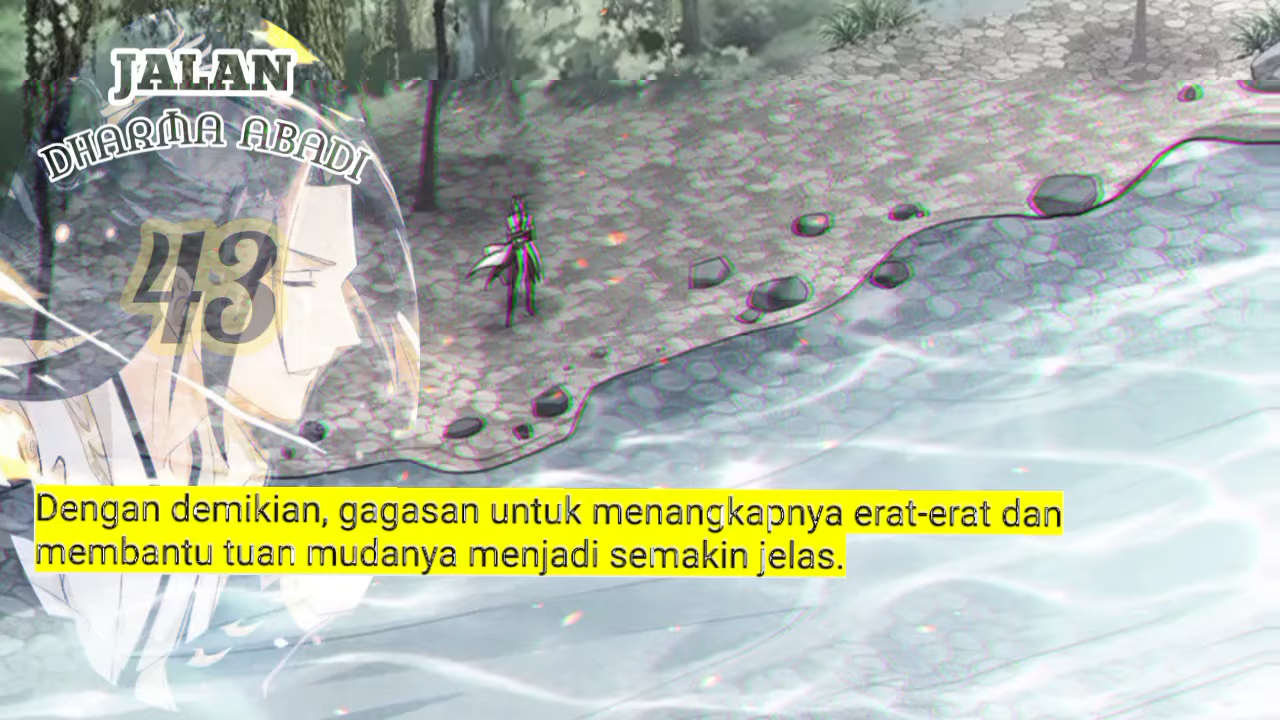 JALAN
DHARMA ABADI
43
Dengan demikian, gagasan untuk menangkapnya erat-erat dan
membantu tuan mudanya menjadi semakin jelas.